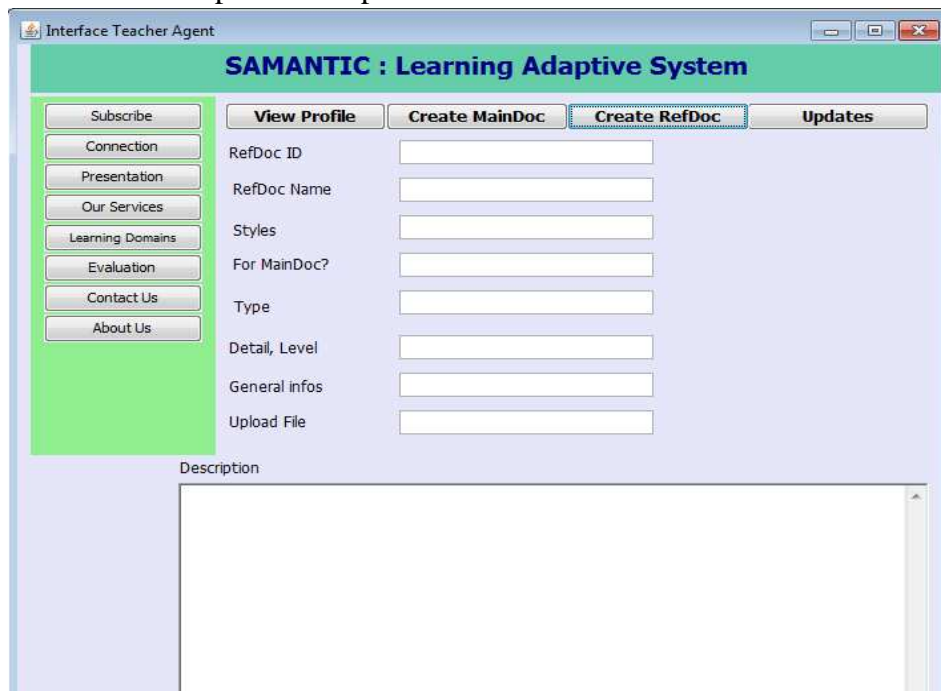 Interface Teacher Agent
SAMANTIC : Learning Adaptive System
Subscribe
Connection
Presentation
Our Services
Learning Domains
Evaluation
Contact Us
About Us
View Profile Create MainDoc Create RefDoc Updates
RefDoc ID
RefDoc Name
Styles
For MainDoc?
Type
Detail, Level
General infos
Upload File
Description